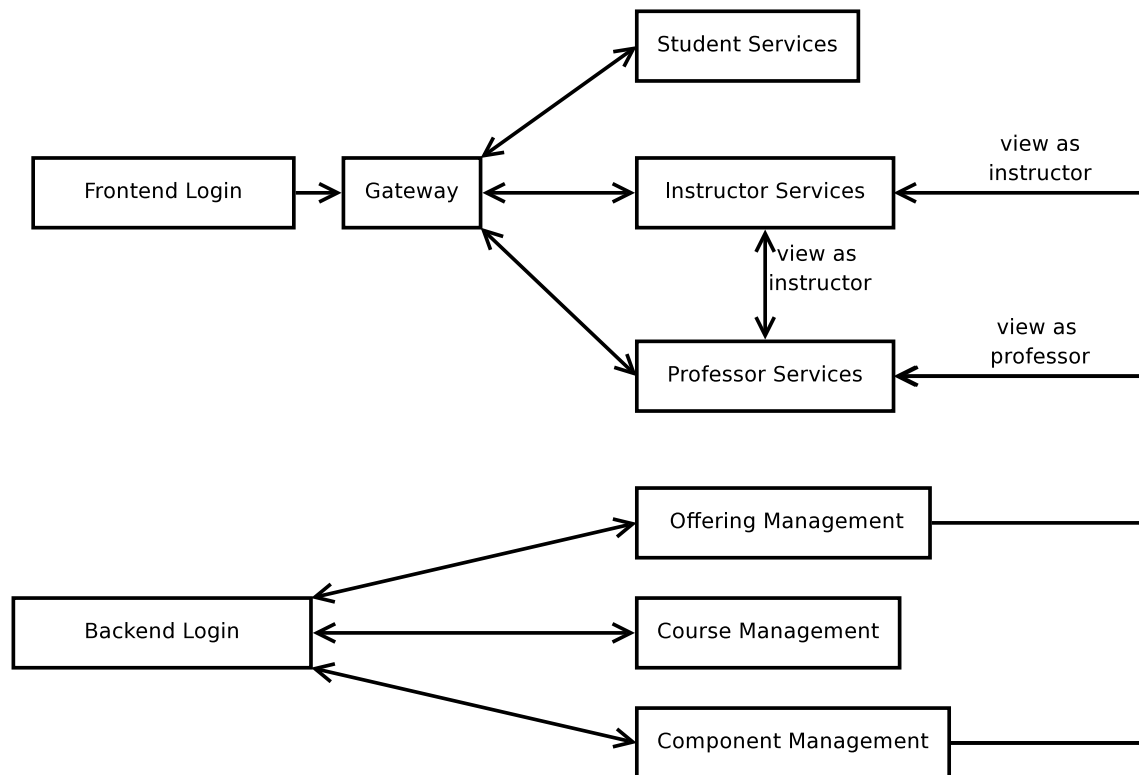 Student Services
view as
instructor
Frontend Login
Gateway
Instructor Services
view as
instructor
view as
professor
Professor Services
Offering Management
Backend Login
Course Management
Component Management